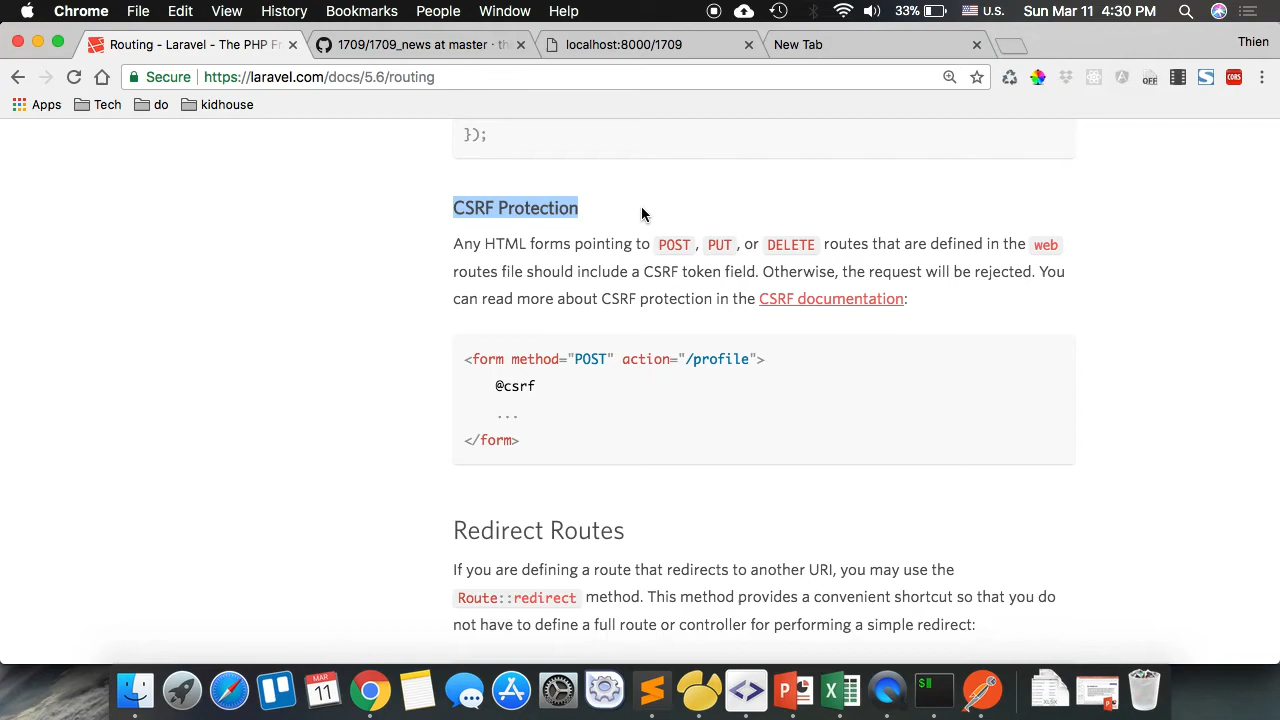 Chrome File Edit View History Bookmarks People Window Help 33% U.S. Sun Mar 11 4:30 PM
Routing - Laravel - The PHP Fr 1709/1709_news at master · th localhost:8000/1709 New Tab Thien
Secure https://laravel.com/docs/5.6/routing OFF CORS
Apps Tech do kidhouse
});
CSRF Protection
Any HTML forms pointing to POST, PUT, or DELETE routes that are defined in the web
routes file should include a CSRF token field. Otherwise, the request will be rejected. You
can read more about CSRF protection in the CSRF documentation:
<form method="POST" action="/profile">
@csrf
...
</form>
Redirect Routes
If you are defining a route that redirects to another URI, you may use the
Route::redirect method. This method provides a convenient shortcut so that you do
not have to define a full route or controller for performing a simple redirect:
MAR
11
XLSX